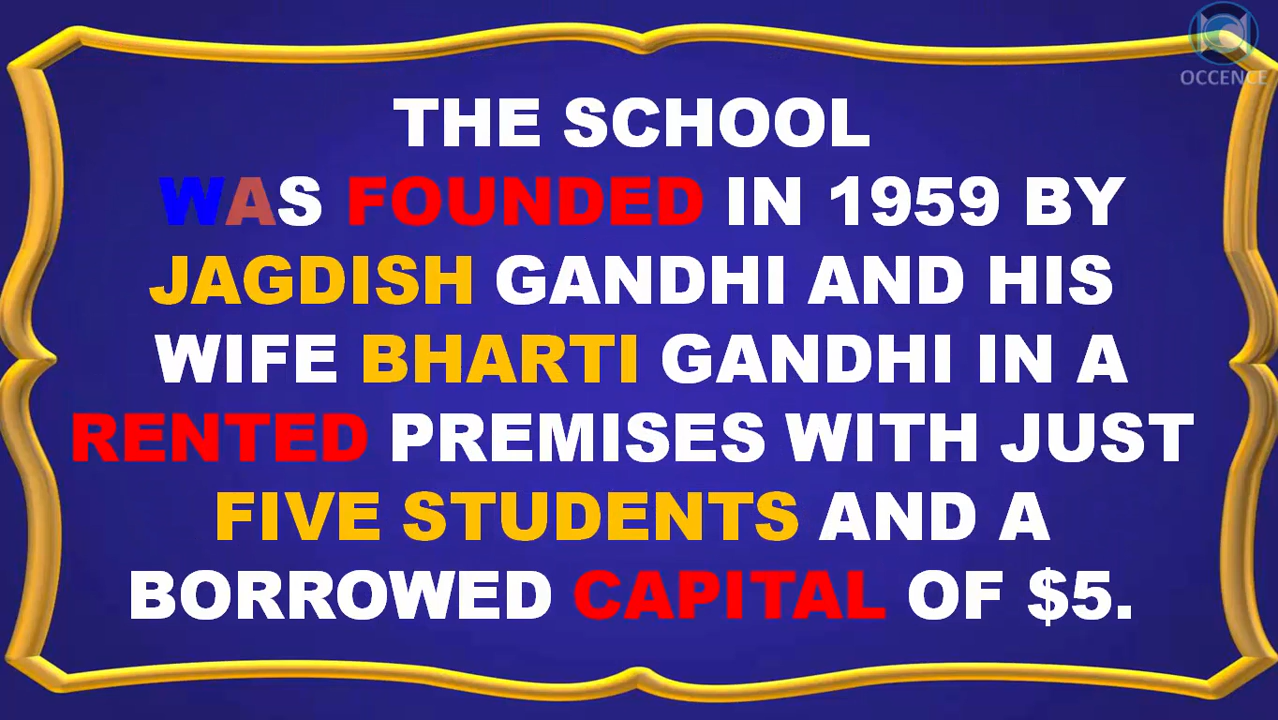 OCCENCE
THE SCHOOL
WAS FOUNDED IN 1959 BY
JAGDISH GANDHI AND HIS
WIFE BHARTI GANDHI IN A
RENTED PREMISES WITH JUST
FIVE STUDENTS AND A
BORROWED CAPITAL OF $5.